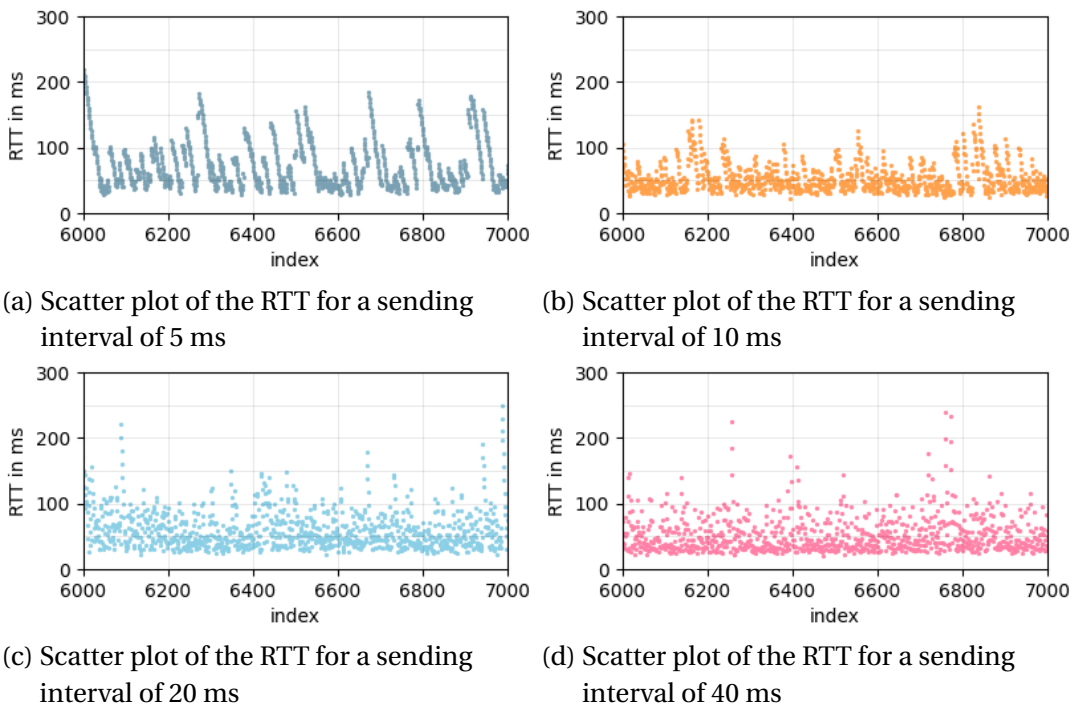 300
200
100
0
RTT in ms
6000 6200 6400 6600 6800 7000
index
300
200
100
0
RTT in ms
6000 6200 6400 6600 6800 7000
index
(a) Scatter plot of the RTT for a sending
interval of 5 ms
(b) Scatter plot of the RTT for a sending
interval of 10 ms
300
200
100
0
RTT in ms
6000 6200 6400 6600 6800 7000
index
300
200
100
0
RTT in ms
6000 6200 6400 6600 6800 7000
index
(c) Scatter plot of the RTT for a sending
interval of 20 ms
(d) Scatter plot of the RTT for a sending
interval of 40 ms